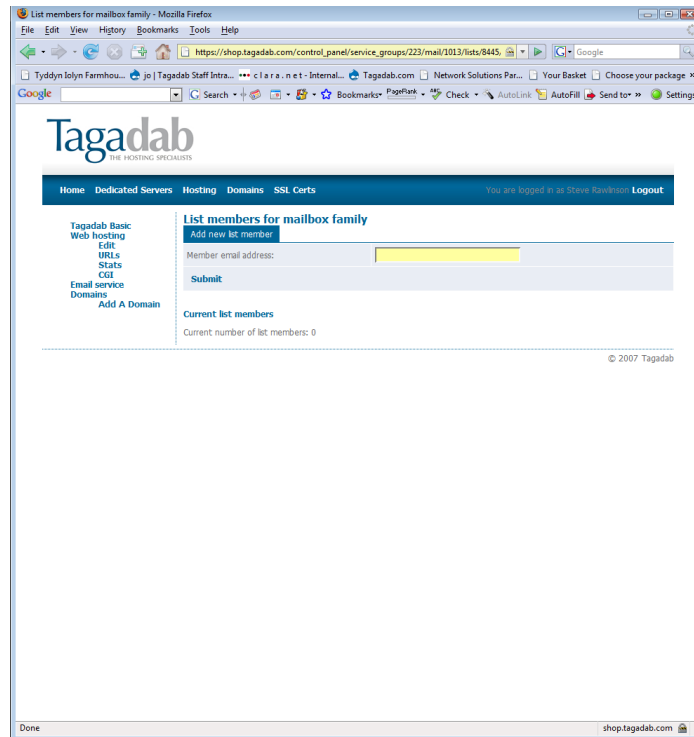 List members for mailbox family - Mozilla Firefox
File Edit View History Bookmarks Tools Help
https://shop.tagadab.com/control_panel/service_groups/223/mail/1013/lists/8445, G Google
Tyddyn Iolyn Farmhou... jo | Tagadab Staff Intra... c l a r a . n e t - Internal... Tagadab.com Network Solutions Par... Your Basket Choose your package »
Google G Search Bookmarks PageRank ABC Check AutoLink AutoFill Send to » Settings
Tagadab
THE HOSTING SPECIALISTS
Home Dedicated Servers Hosting Domains SSL Certs You are logged in as Steve Rawlinson Logout
Tagadab Basic
Web hosting
Edit
URLs
Stats
CGI
Email service
Domains
Add A Domain
List members for mailbox family
Add new list member
Member email address:
Submit
Current list members
Current number of list members: 0
© 2007 Tagadab
Done shop.tagadab.com